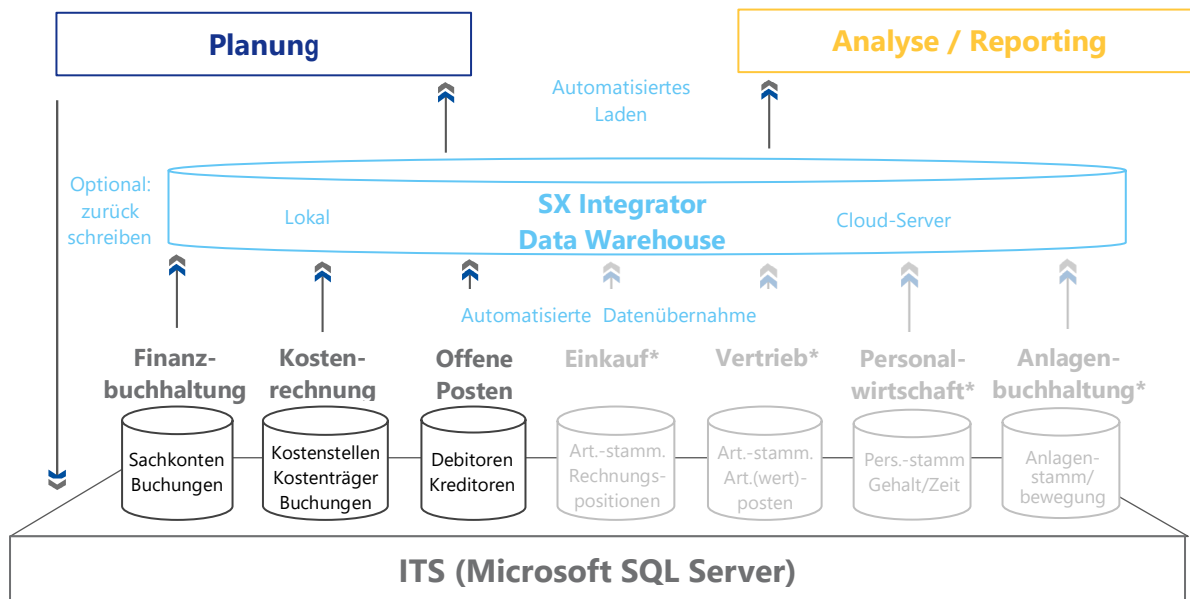 Planung
Analyse / Reporting
Automatisiertes
Laden
Optional:
zurück
schreiben
Lokal
SX Integrator
Data Warehouse
Cloud-Server
Automatisierte Datenübernahme
Finanz-
buchhaltung
Kosten-
rechnung
Offene
Posten
Einkauf*
Vertrieb*
Personal-
wirtschaft*
Anlagen-
buchhaltung*
Sachkonten
Buchungen
Kostenstellen
Kostenträger
Buchungen
Debitoren
Kreditoren
Art.-stamm.
Rechnungs-
positionen
Art.-stamm.
Art.(wert)-
posten
Pers.-stamm
Gehalt/Zeit
Anlagen-
stamm/
bewegung
ITS (Microsoft SQL Server)